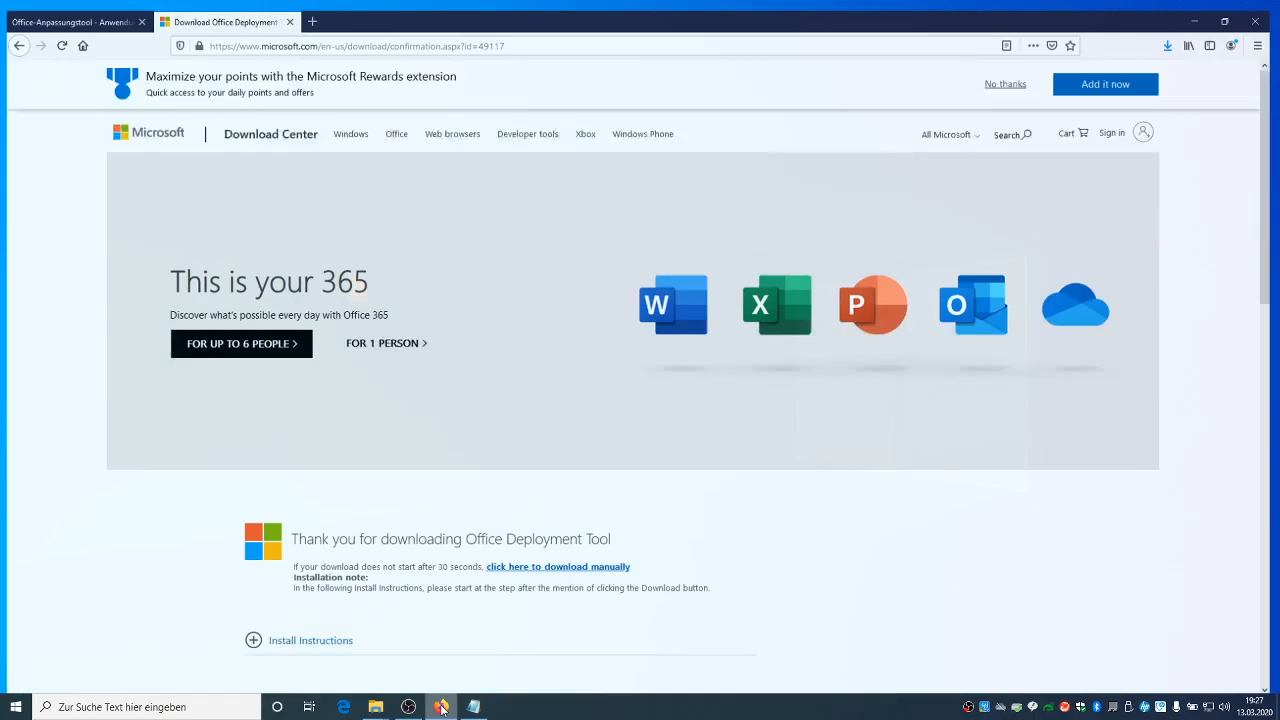 Office-Anpassungstool - Anwendu
Download Office Deployment
https://www.microsoft.com/en-us/download/confirmation.aspx?id=49117
Maximize your points with the Microsoft Rewards extension
Quick access to your daily points and offers
No thanks
Add it now
Microsoft
Download Center
Windows
Office
Web browsers
Developer tools
Xbox
Windows Phone
All Microsoft
Search
Cart
Sign in
This is your 365
Discover what's possible every day with Office 365
FOR UP TO 6 PEOPLE
FOR 1 PERSON
W
X
P
O
Thank you for downloading Office Deployment Tool
If your download does not start after 30 seconds, click here to download manually
Installation note:
In the following Install Instructions, please start at the step after the mention of clicking the Download button.
Install Instructions
Zur Suche Text hier eingeben
19:27
13.03.2020